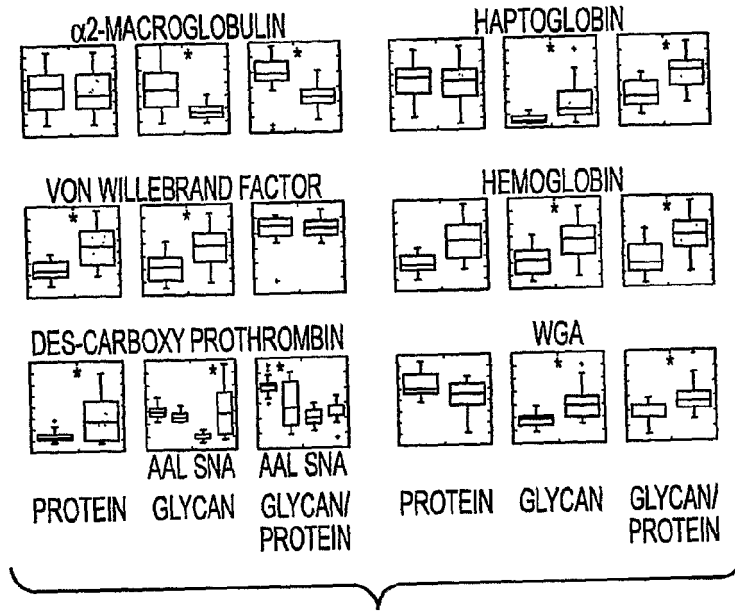 α2-MACROGLOBULIN
HAPTOGLOBIN
* *
* *
VON WILLEBRAND FACTOR
HEMOGLOBIN
* *
* *
DES-CARBOXY PROTHROMBIN
WGA
* * *
* *
AAL SNA AAL SNA
PROTEIN GLYCAN GLYCAN/
PROTEIN
PROTEIN GLYCAN GLYCAN/
PROTEIN